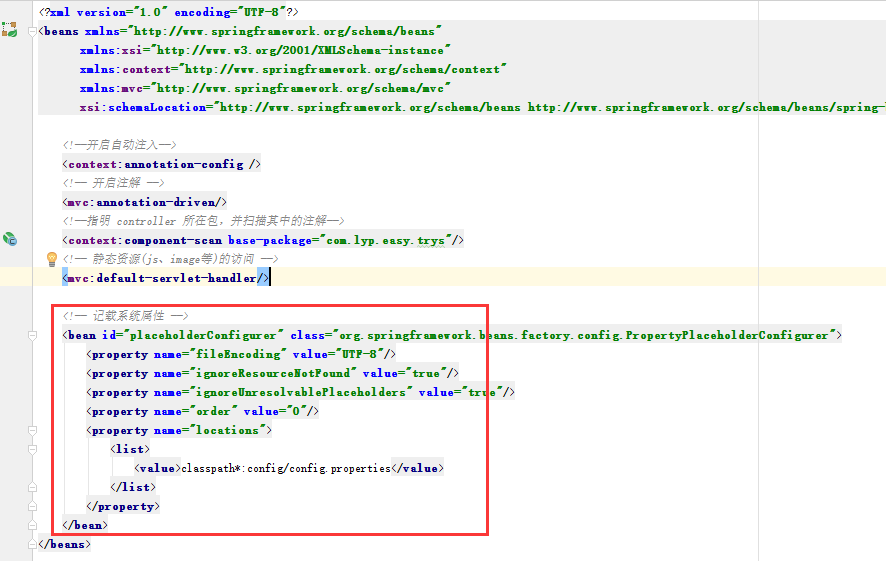 <?xml version="1.0" encoding="UTF-8"?>
<beans xmlns="http://www.springframework.org/schema/beans"
xmlns:xsi="http://www.w3.org/2001/XMLSchema-instance"
xmlns:context="http://www.springframework.org/schema/context"
xmlns:mvc="http://www.springframework.org/schema/mvc"
xsi:schemaLocation="http://www.springframework.org/schema/beans http://www.springframework.org/schema/beans/spring-
<!--开启自动注入-->
<context:annotation-config />
<!-- 开启注解 -->
<mvc:annotation-driven/>
<!--指明 controller 所在包，并扫描其中的注解-->
<context:component-scan base-package="com.lyp.easy.trys"/>
<!-- 静态资源(js、image等)的访问 -->
<mvc:default-servlet-handler/>
<!-- 记载系统属性 -->
<bean id="placeholderConfigurer" class="org.springframework.beans.factory.config.PropertyPlaceholderConfigurer">
<property name="fileEncoding" value="UTF-8"/>
<property name="ignoreResourceNotFound" value="true"/>
<property name="ignoreUnresolvablePlaceholders" value="true"/>
<property name="order" value="0"/>
<property name="locations">
<list>
<value>classpath*:config/config.properties</value>
</list>
</property>
</bean>
</beans>